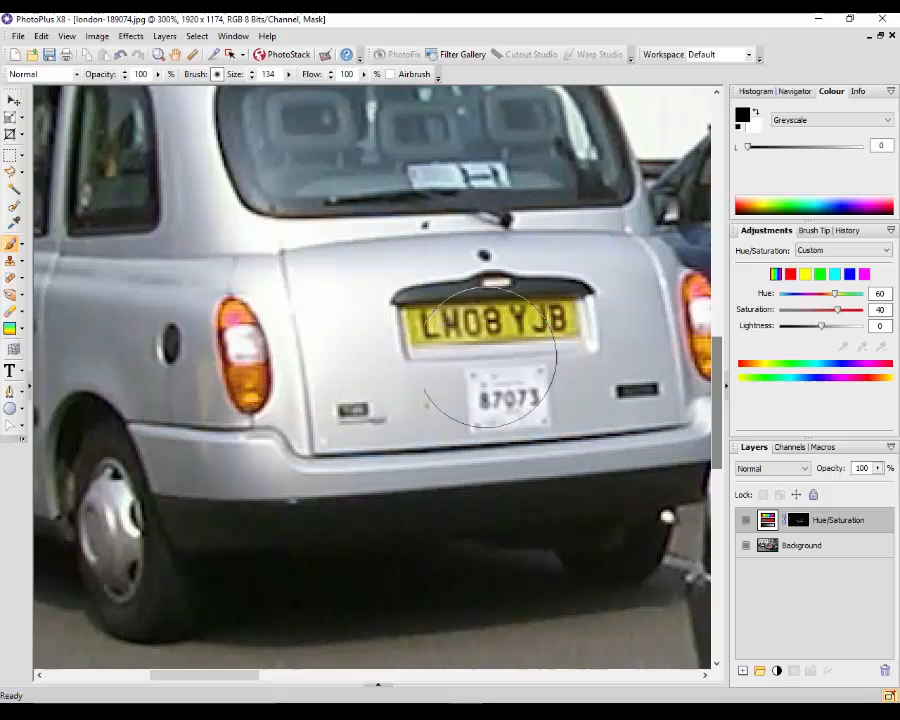 PhotoPlus X8 - [london-189074.jpg @ 300%, 1920 x 1174, RGB 8 Bits/Channel, Mask]
File Edit View Image Effects Layers Select Window Help
PhotoStack PhotoFix Filter Gallery Cutout Studio Warp Studio Workspace Default
Normal Opacity: 100 % Brush: Size: 134 Flow: 100 % Airbrush
Histogram Navigator Colour Info
Greyscale
L 0
Adjustments Brush Tip History
Hue/Saturation: Custom
Hue: 60
Saturation: 40
Lightness: 0
LH08 YJB
87073
Layers Channels Macros
Normal Opacity: 100 %
Lock:
Hue/Saturation
Background
T
Ready